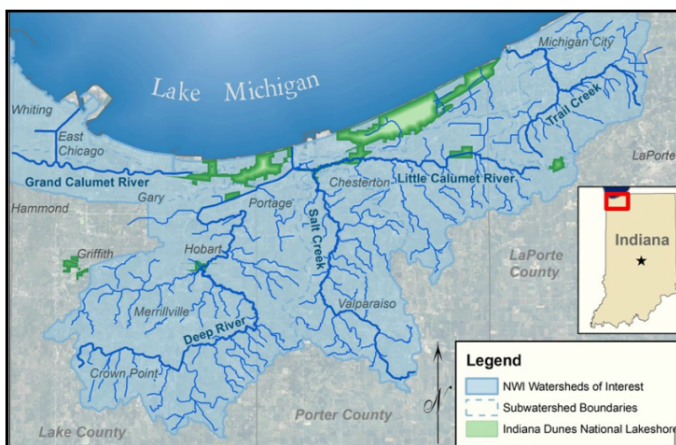 Lake Michigan
Michigan City
Whiting
East
Chicago
Trail Creek
LaPorte
Grand Calumet River
Gary
Chesterton
Little Calumet River
Hammond
Portage
Salt Creek
Griffith
Hobart
LaPorte
County
Indiana
Merrillville
Valparaiso
Deep River
Crown Point
Lake County
Porter County
N
Legend
NWI Watersheds of Interest
Subwatershed Boundaries
Indiana Dunes National Lakeshore